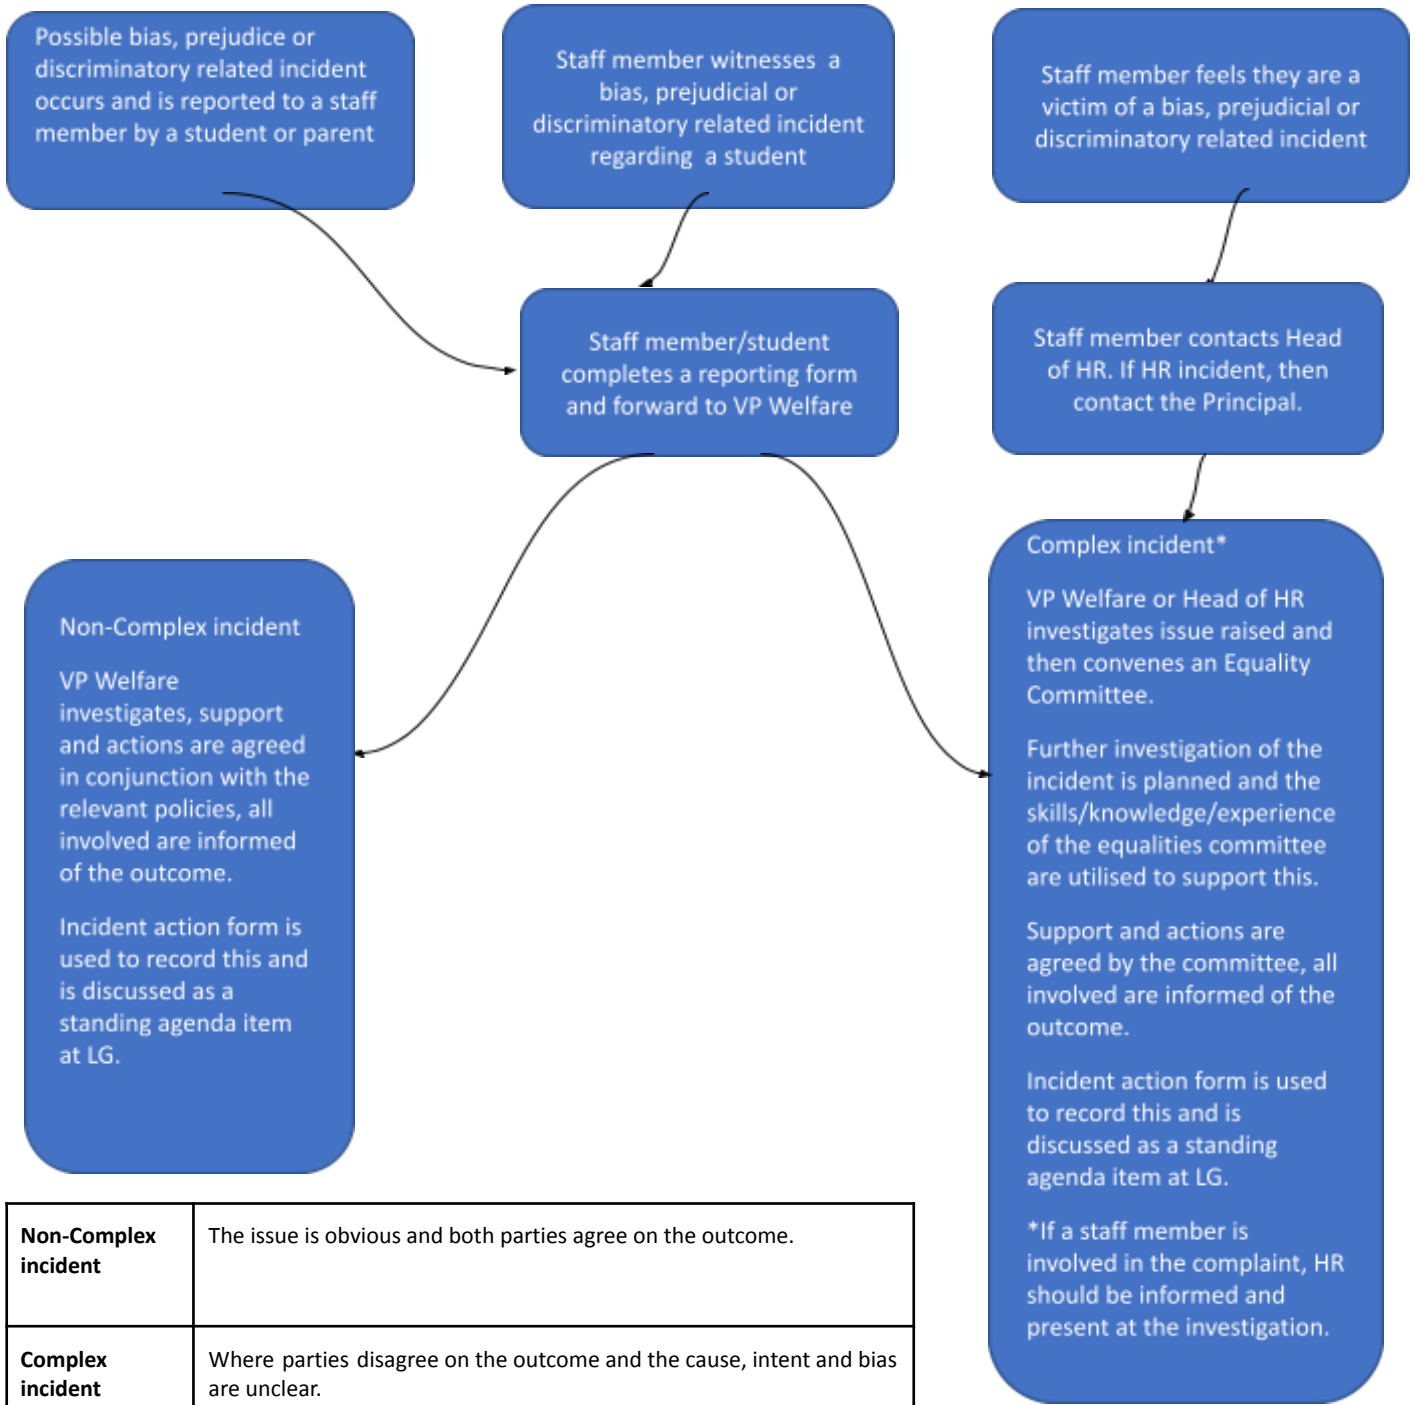 Possible bias, prejudice or
discriminatory related incident
occurs and is reported to a staff
member by a student or parent
Staff member witnesses a
bias, prejudicial or
discriminatory related incident
regarding a student
Staff member feels they are a
victim of a bias, prejudicial or
discriminatory related incident
Staff member/student
completes a reporting form
and forward to VP Welfare
Staff member contacts Head
of HR. If HR incident, then
contact the Principal.
Non-Complex incident
VP Welfare
investigates, support
and actions are agreed
in conjunction with the
relevant policies, all
involved are informed
of the outcome.
Incident action form is
used to record this and
is discussed as a
standing agenda item
at LG.
Complex incident*
VP Welfare or Head of HR
investigates issue raised and
then convenes an Equality
Committee.
Further investigation of the
incident is planned and the
skills/knowledge/experience
of the equalities committee
are utilised to support this.
Support and actions are
agreed by the committee, all
involved are informed of the
outcome.
Incident action form is used
to record this and is
discussed as a standing
agenda item at LG.
*If a staff member is
involved in the complaint, HR
should be informed and
present at the investigation.
Non-Complex
incident
The issue is obvious and both parties agree on the outcome.
Complex
incident
Where parties disagree on the outcome and the cause, intent and bias
are unclear.